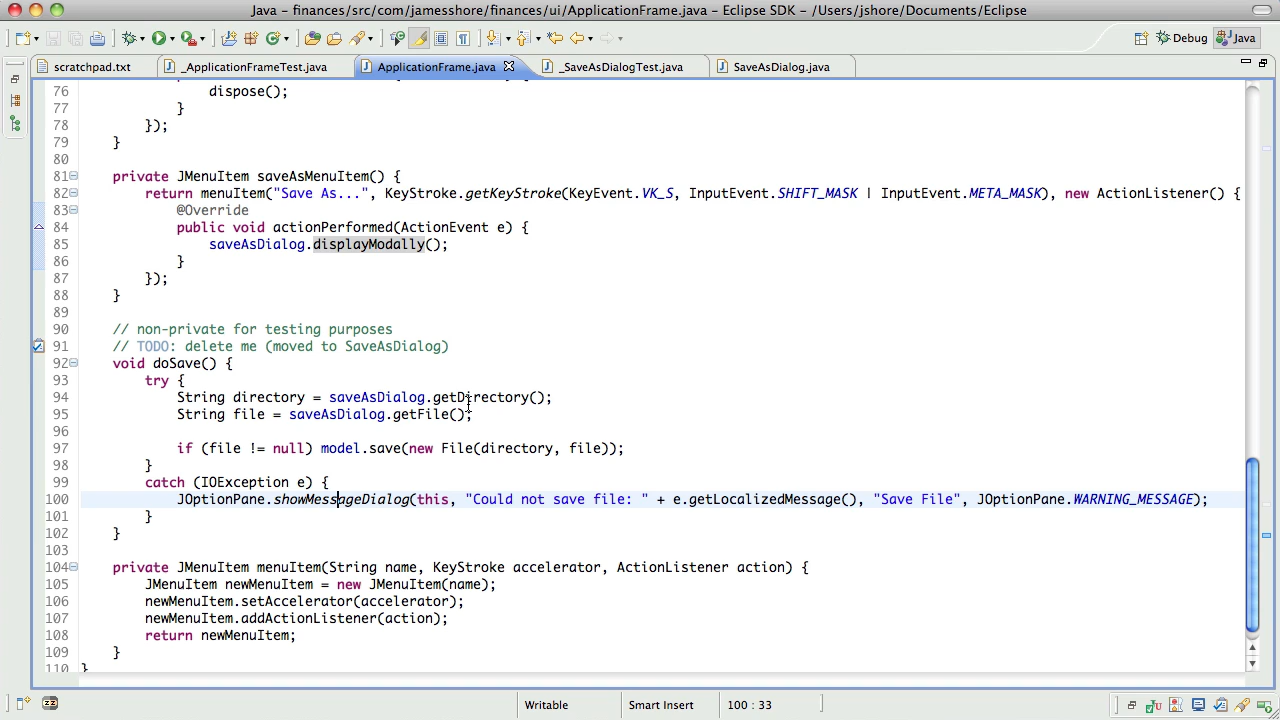 Java – finances/src/com/jamesshore/finances/ui/ApplicationFrame.java – Eclipse SDK – /Users/jshore/Documents/Eclipse
Debug Java
scratchpad.txt _ApplicationFrameTest.java ApplicationFrame.java _SaveAsDialogTest.java SaveAsDialog.java
76 dispose();
77 }
78 });
79 }
80
81 private JMenuItem saveAsMenuItem() {
82 return menuItem("Save As...", KeyStroke.getKeyStroke(KeyEvent.VK_S, InputEvent.SHIFT_MASK | InputEvent.META_MASK), new ActionListener() {
83 @Override
84 public void actionPerformed(ActionEvent e) {
85 saveAsDialog.displayModally();
86 }
87 });
88 }
89
90 // non-private for testing purposes
91 // TODO: delete me (moved to SaveAsDialog)
92 void doSave() {
93 try {
94 String directory = saveAsDialog.getDirectory();
95 String file = saveAsDialog.getFile();
96
97 if (file != null) model.save(new File(directory, file));
98 }
99 catch (IOException e) {
100 JOptionPane.showMessageDialog(this, "Could not save file: " + e.getLocalizedMessage(), "Save File", JOptionPane.WARNING_MESSAGE);
101 }
102 }
103
104 private JMenuItem menuItem(String name, KeyStroke accelerator, ActionListener action) {
105 JMenuItem newMenuItem = new JMenuItem(name);
106 newMenuItem.setAccelerator(accelerator);
107 newMenuItem.addActionListener(action);
108 return newMenuItem;
109 }
110 }
Writable Smart Insert 100 : 33